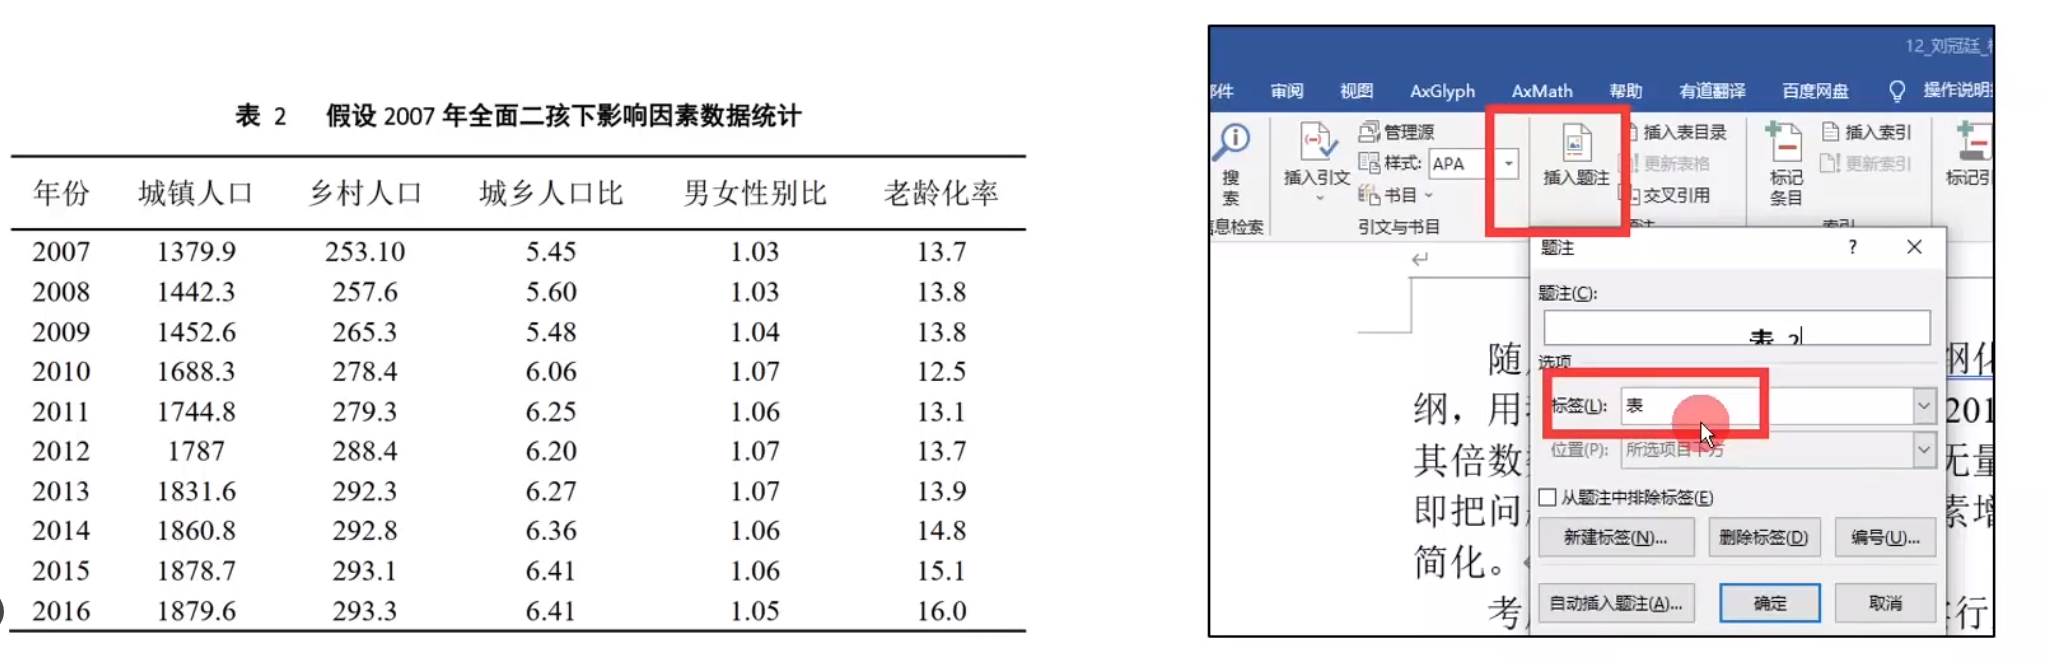 表 2 假设 2007 年全面二孩下影响因素数据统计
年份 城镇人口 乡村人口 城乡人口比 男女性别比 老龄化率
2007 1379.9 253.10 5.45 1.03 13.7
2008 1442.3 257.6 5.60 1.03 13.8
2009 1452.6 265.3 5.48 1.04 13.8
2010 1688.3 278.4 6.06 1.07 12.5
2011 1744.8 279.3 6.25 1.06 13.1
2012 1787 288.4 6.20 1.07 13.7
2013 1831.6 292.3 6.27 1.07 13.9
2014 1860.8 292.8 6.36 1.06 14.8
2015 1878.7 293.1 6.41 1.06 15.1
2016 1879.6 293.3 6.41 1.05 16.0
12_刘冠廷_
件 审阅 视图 AxGlyph AxMath 帮助 有道翻译 百度网盘 操作说明
管理源 插入表目录 插入索引
样式: APA 更新表格 更新索引
搜索 插入引文 插入题注 标记条目 标记引
书目 交叉引用
信息检索 引文与书目 题注 索引
题注 ? ×
题注(C):
表 2
选项
标签(L): 表
位置(P): 所选项目下方
从题注中排除标签(E)
新建标签(N)... 删除标签(D) 编号(U)...
自动插入题注(A)... 确定 取消
随 纲化
纲，用 201
其倍数 无量
即把问 素增
简化。
考 行